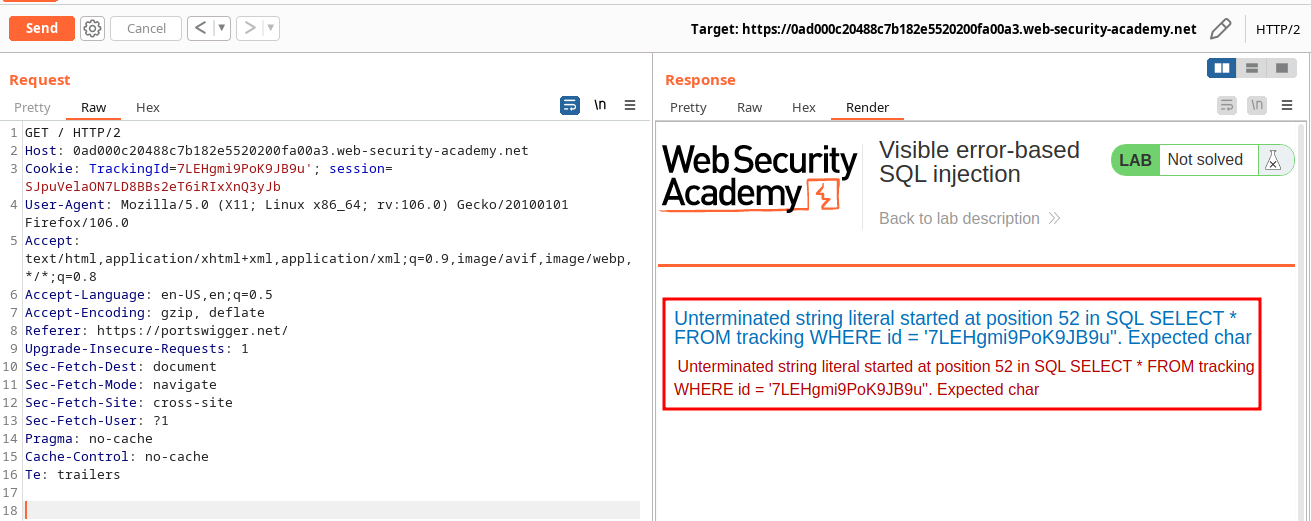 Send Cancel < ▼ > ▼ Target: https://0ad000c20488c7b182e5520200fa00a3.web-security-academy.net HTTP/2
Request
Pretty Raw Hex \n
1 GET / HTTP/2
2 Host: 0ad000c20488c7b182e5520200fa00a3.web-security-academy.net
3 Cookie: TrackingId=7LEHgmi9PoK9JB9u'; session=
SJpuVelaON7LD8BBs2eT6iRIxXnQ3yJb
4 User-Agent: Mozilla/5.0 (X11; Linux x86_64; rv:106.0) Gecko/20100101
Firefox/106.0
5 Accept:
text/html,application/xhtml+xml,application/xml;q=0.9,image/avif,image/webp,
*/*;q=0.8
6 Accept-Language: en-US,en;q=0.5
7 Accept-Encoding: gzip, deflate
8 Referer: https://portswigger.net/
9 Upgrade-Insecure-Requests: 1
10 Sec-Fetch-Dest: document
11 Sec-Fetch-Mode: navigate
12 Sec-Fetch-Site: cross-site
13 Sec-Fetch-User: ?1
14 Pragma: no-cache
15 Cache-Control: no-cache
16 Te: trailers
17
18
Response
Pretty Raw Hex Render \n
Web Security
Academy
Visible error-based
SQL injection
Back to lab description
LAB Not solved
Unterminated string literal started at position 52 in SQL SELECT *
FROM tracking WHERE id = '7LEHgmi9PoK9JB9u''. Expected char
Unterminated string literal started at position 52 in SQL SELECT * FROM tracking
WHERE id = '7LEHgmi9PoK9JB9u''. Expected char